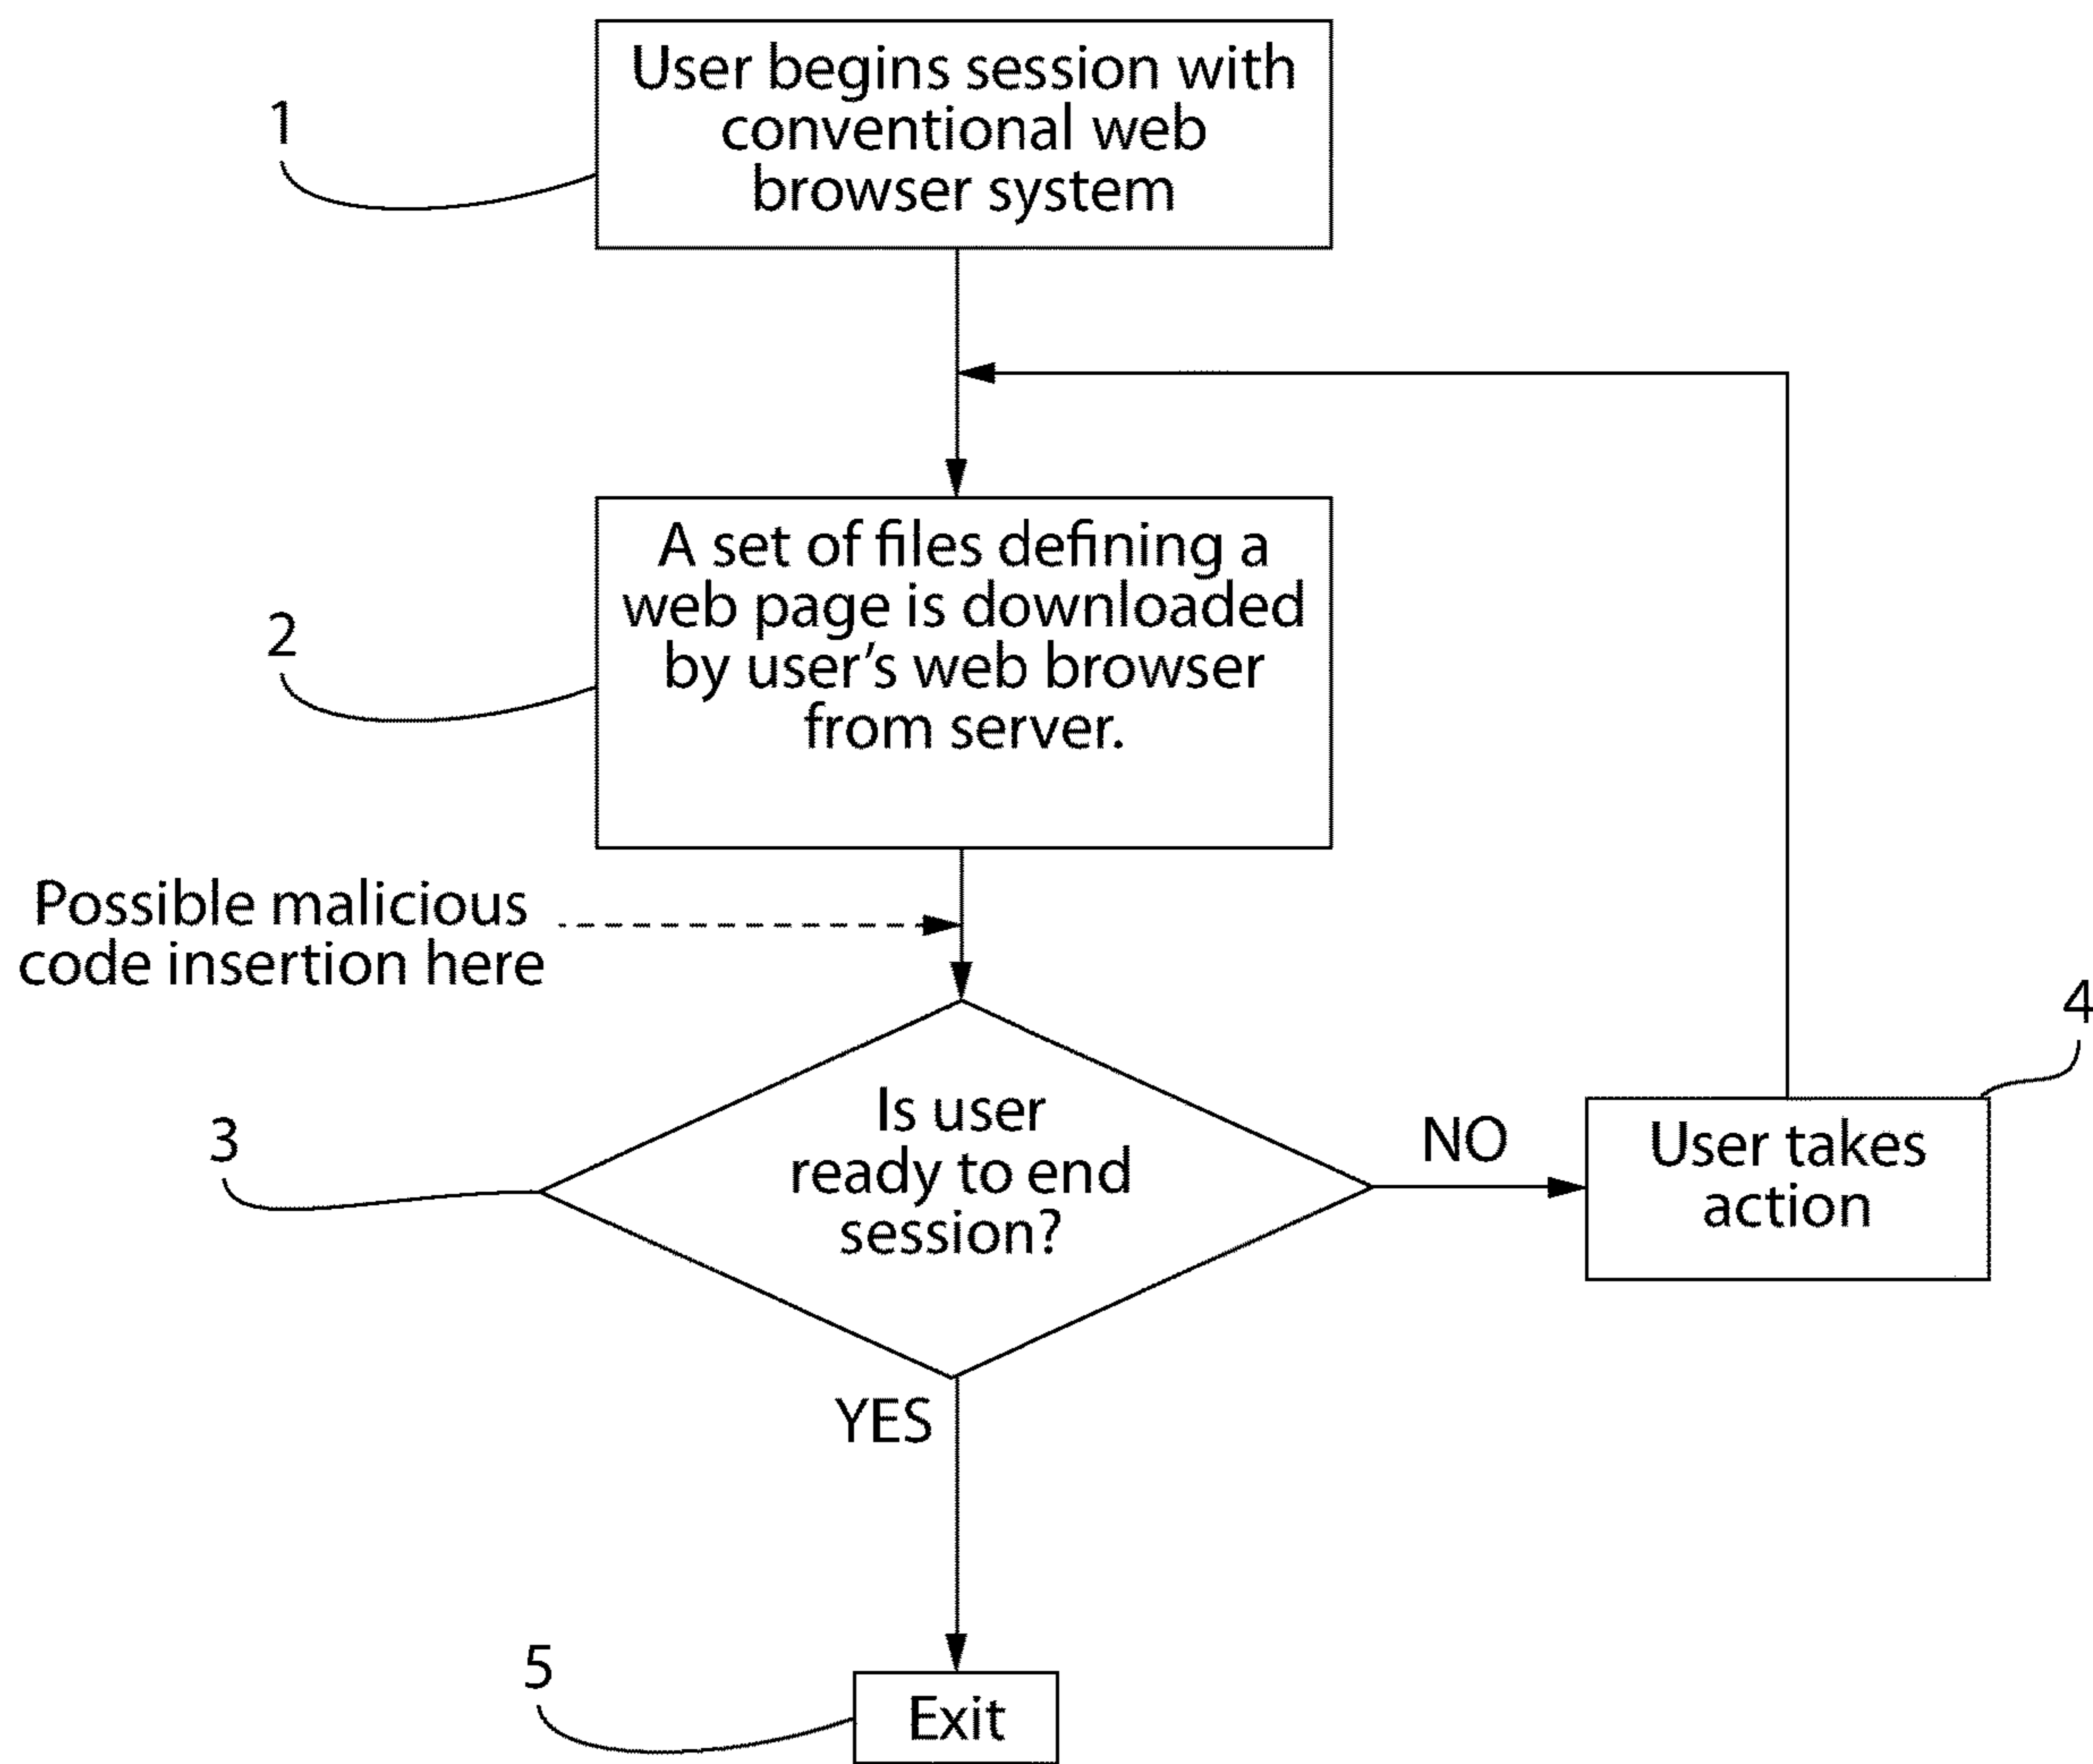 User begins session with
conventional web
browser system
1
A set of files defining a
web page is downloaded
by user's web browser
from server.
2
Possible malicious
code insertion here
4
Is user
ready to end
session?
3
NO
User takes
action
YES
5
Exit